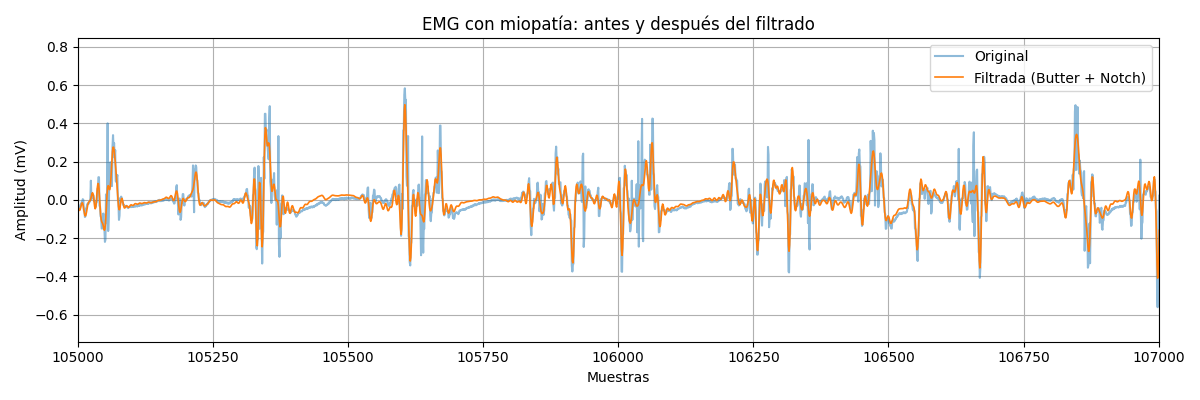 EMG con miopatía: antes y después del filtrado
Amplitud (mV)
0.8
0.6
0.4
0.2
0.0
−0.2
−0.4
−0.6
Original
Filtrada (Butter + Notch)
105000 105250 105500 105750 106000 106250 106500 106750 107000
Muestras